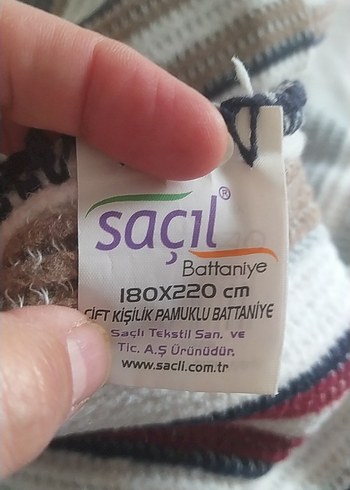 saçıl®
Battaniye
180X220 cm
ÇİFT KİŞİLİK PAMUKLU BATTANİYE
Saçlı Tekstil San. ve
Tic. A.Ş Ürünüdür.
www.sacli.com.tr